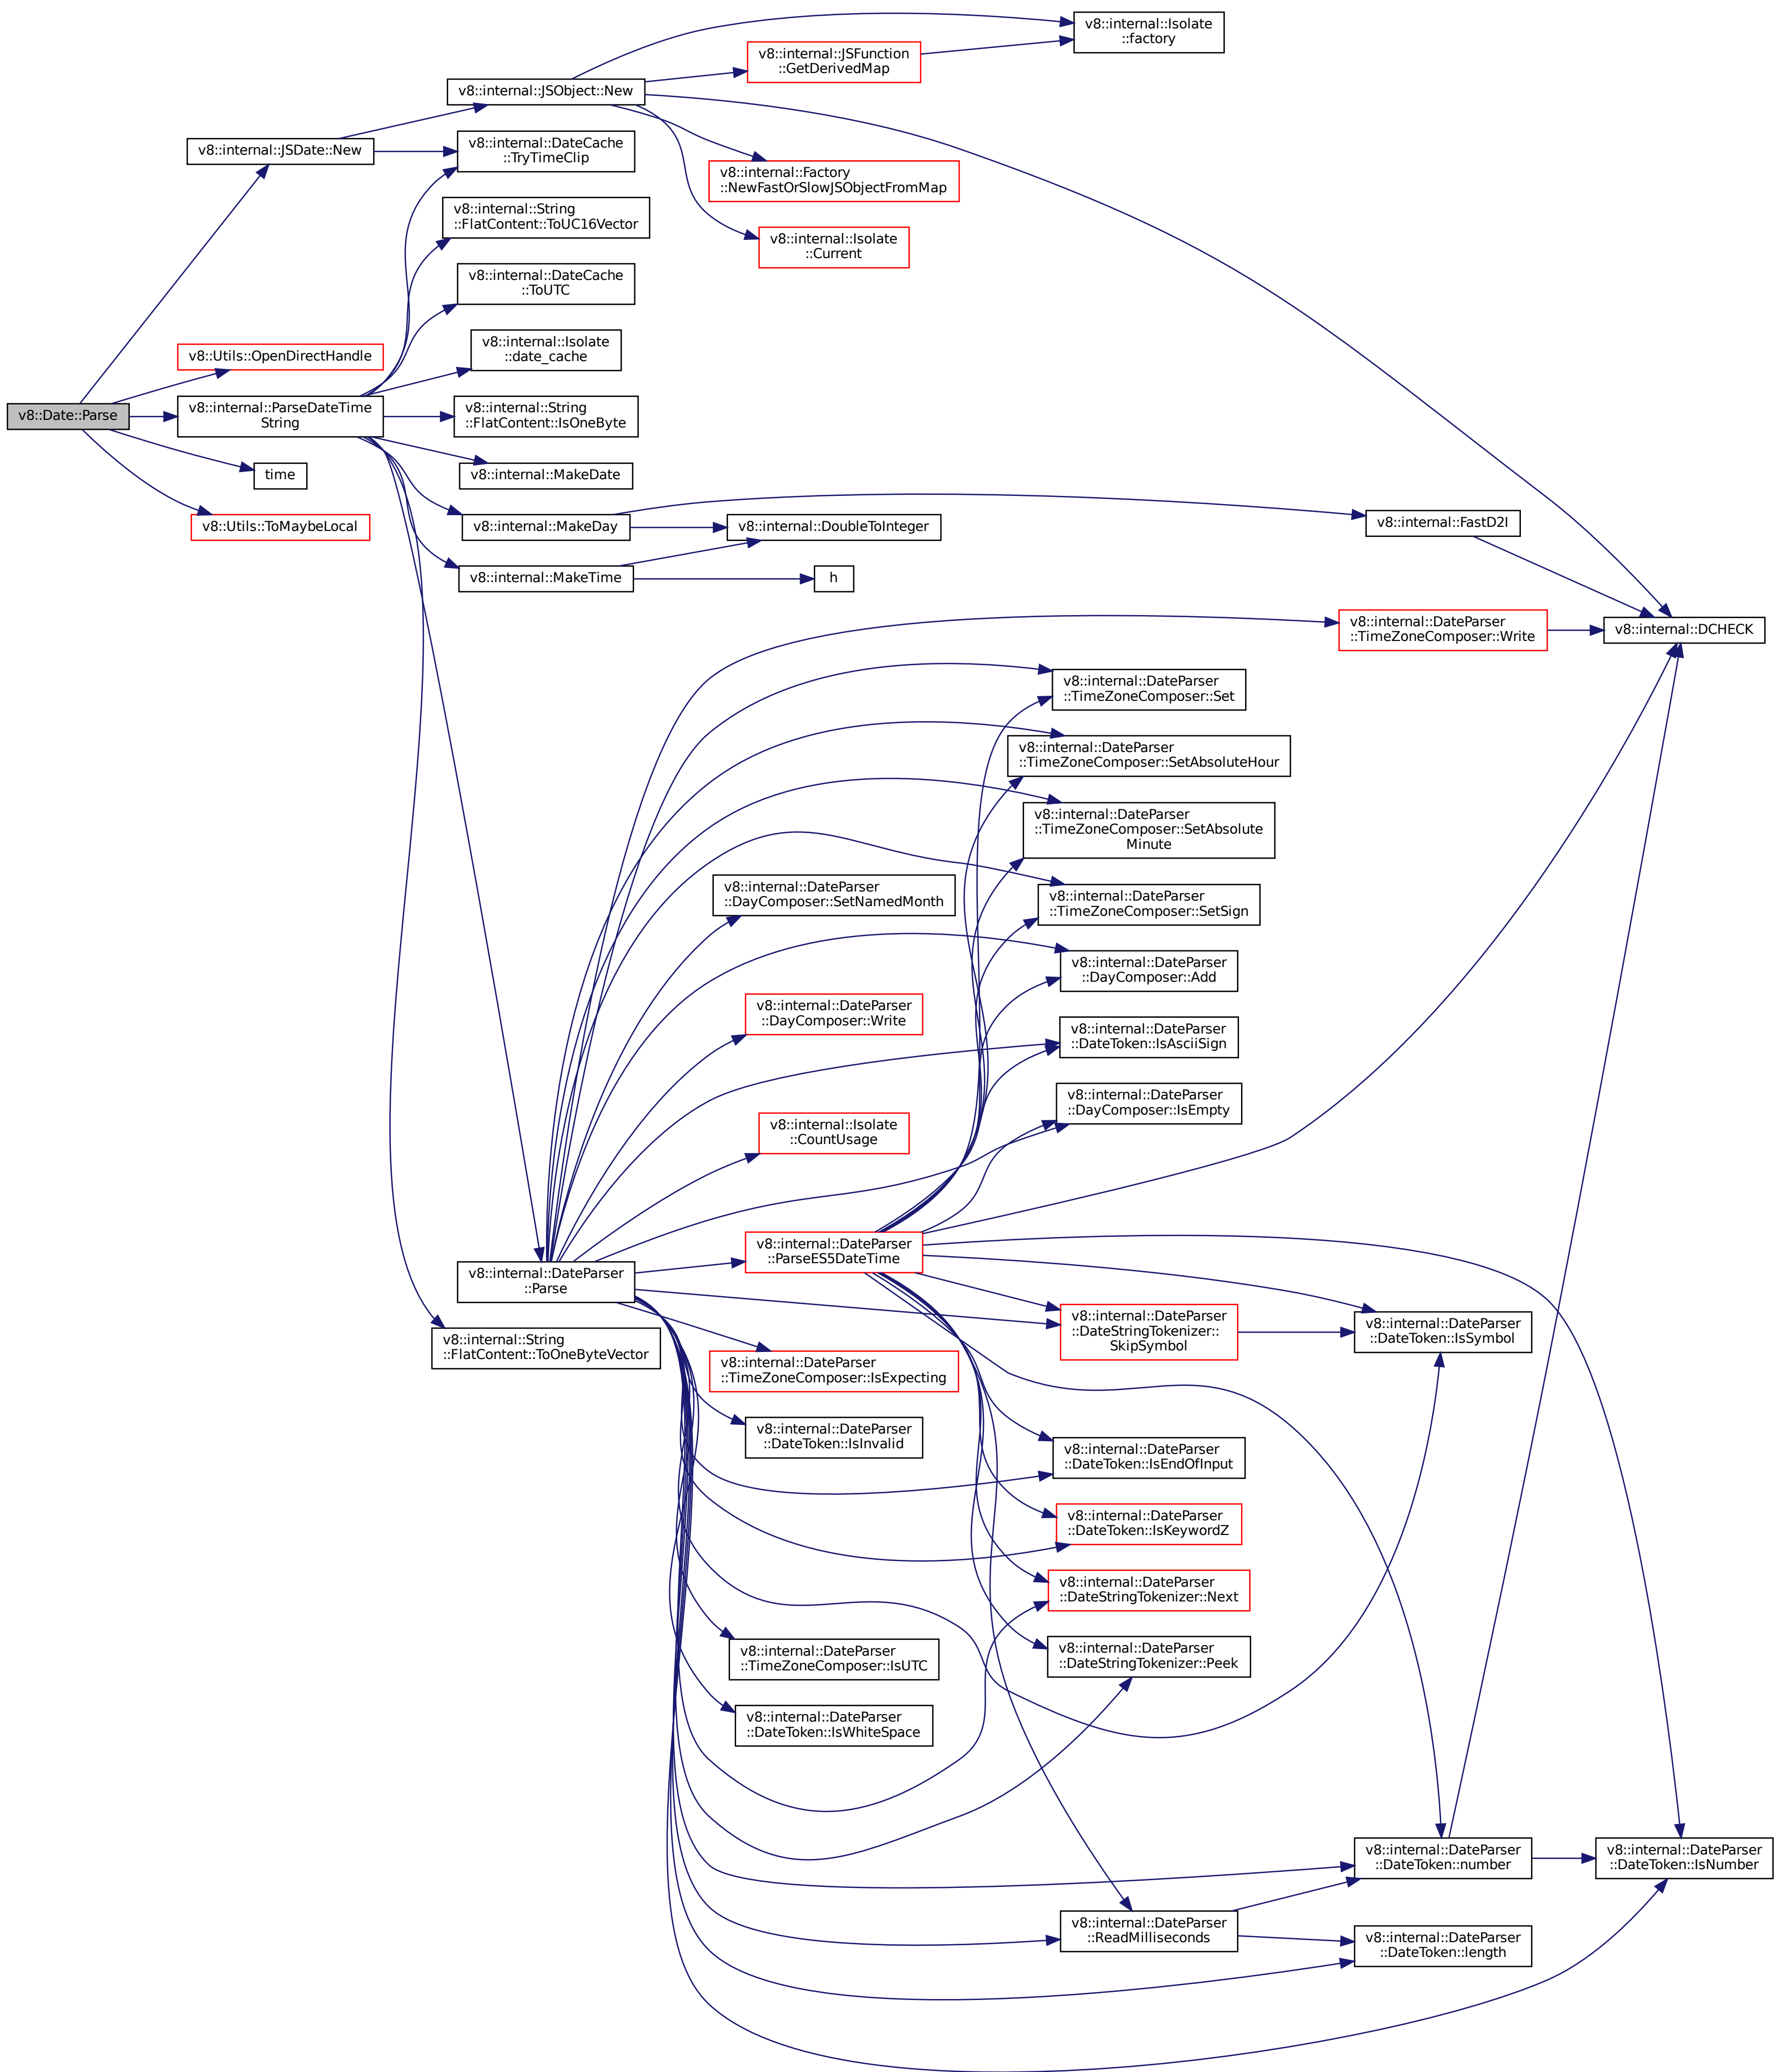 v8::internal::Isolate
::factory
v8::internal::JSFunction
::GetDerivedMap
v8::internal::JSObject::New
v8::internal::JSDate::New
v8::internal::DateCache
::TryTimeClip
v8::internal::Factory
::NewFastOrSlowJSObjectFromMap
v8::internal::String
::FlatContent::ToUC16Vector
v8::internal::Isolate
::Current
v8::internal::DateCache
::ToUTC
v8::internal::Isolate
::date_cache
v8::Utils::OpenDirectHandle
v8::Date::Parse
v8::internal::ParseDateTime
String
v8::internal::String
::FlatContent::IsOneByte
time
v8::internal::MakeDate
v8::Utils::ToMaybeLocal
v8::internal::MakeDay
v8::internal::DoubleToInteger
v8::internal::FastD2I
v8::internal::MakeTime
h
v8::internal::DateParser
::TimeZoneComposer::Write
v8::internal::DCHECK
v8::internal::DateParser
::TimeZoneComposer::Set
v8::internal::DateParser
::TimeZoneComposer::SetAbsoluteHour
v8::internal::DateParser
::TimeZoneComposer::SetAbsolute
Minute
v8::internal::DateParser
::DayComposer::SetNamedMonth
v8::internal::DateParser
::TimeZoneComposer::SetSign
v8::internal::DateParser
::DayComposer::Add
v8::internal::DateParser
::DayComposer::Write
v8::internal::DateParser
::DateToken::IsAsciiSign
v8::internal::DateParser
::DayComposer::IsEmpty
v8::internal::Isolate
::CountUsage
v8::internal::DateParser
::ParseES5DateTime
v8::internal::DateParser
::Parse
v8::internal::DateParser
::DateStringTokenizer::
SkipSymbol
v8::internal::DateParser
::DateToken::IsSymbol
v8::internal::String
::FlatContent::ToOneByteVector
v8::internal::DateParser
::TimeZoneComposer::IsExpecting
v8::internal::DateParser
::DateToken::IsInvalid
v8::internal::DateParser
::DateToken::IsEndOfInput
v8::internal::DateParser
::DateToken::IsKeywordZ
v8::internal::DateParser
::DateStringTokenizer::Next
v8::internal::DateParser
::TimeZoneComposer::IsUTC
v8::internal::DateParser
::DateStringTokenizer::Peek
v8::internal::DateParser
::DateToken::IsWhiteSpace
v8::internal::DateParser
::DateToken::number
v8::internal::DateParser
::DateToken::IsNumber
v8::internal::DateParser
::ReadMilliseconds
v8::internal::DateParser
::DateToken::length